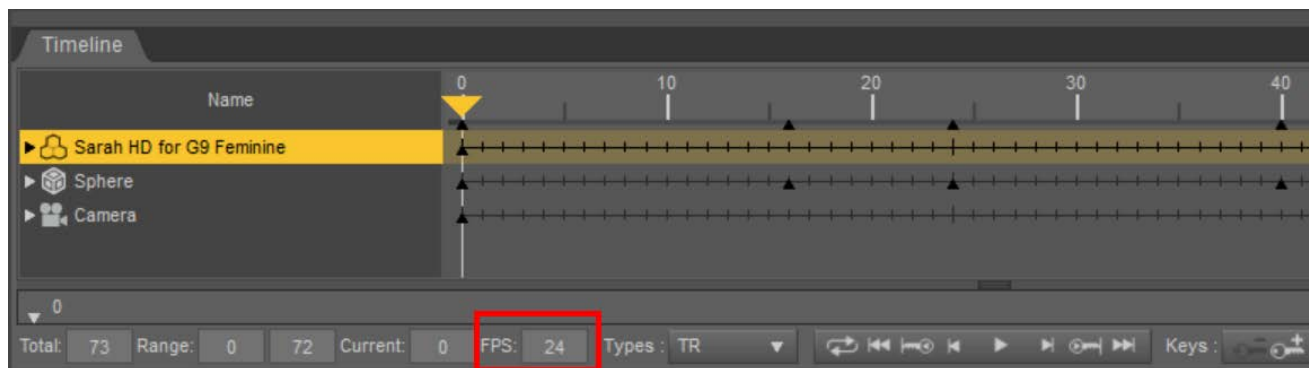 Timeline
Name
0 10 20 30 40
Sarah HD for G9 Feminine
Sphere
Camera
0
Total: 73 Range: 0 72 Current: 0 FPS: 24 Types : TR Keys :